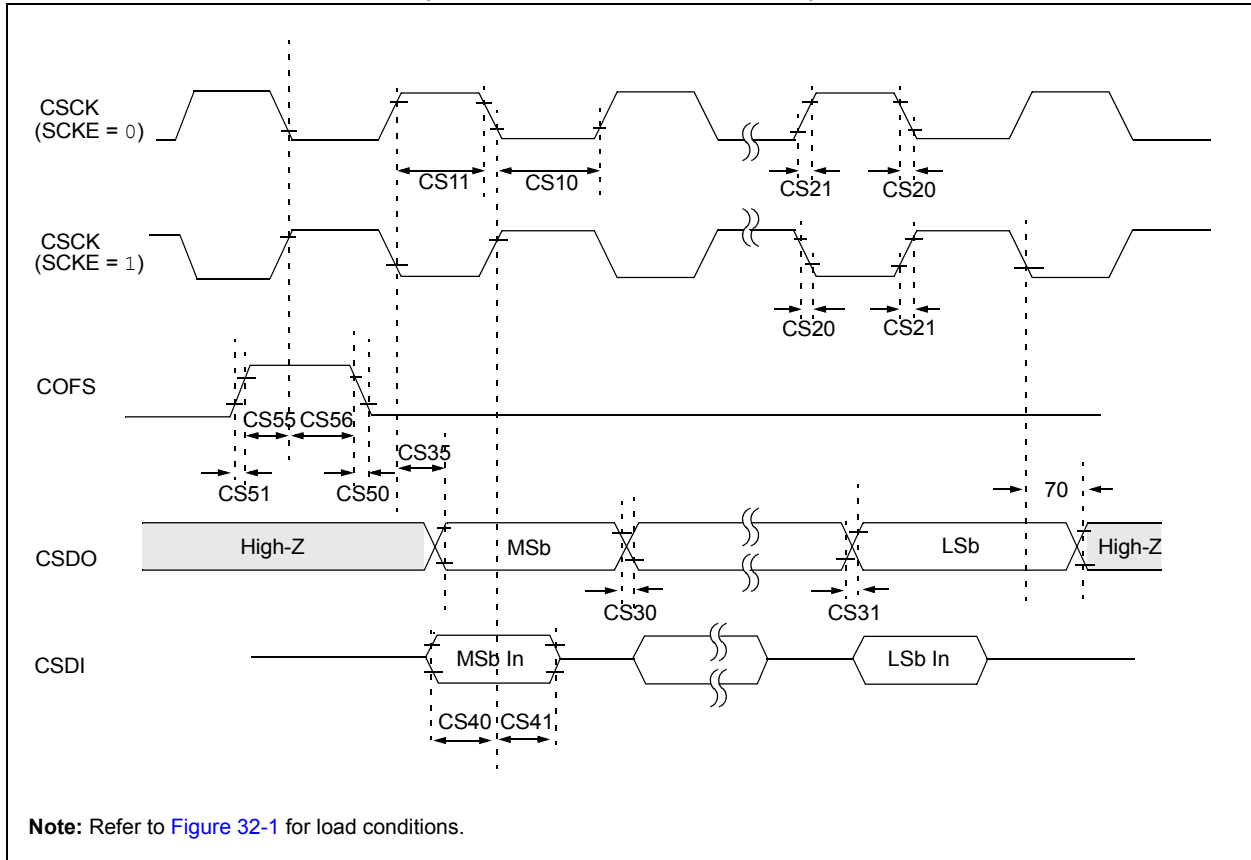 CSCK
(SCKE = 0)
CS11
CS10
CS21
CS20
CSCK
(SCKE = 1)
CS20
CS21
COFS
CS55
CS56
CS35
CS51
CS50
70
CSDO
High-Z
MSb
LSb
High-Z
CS30
CS31
CSDI
MSb In
LSb In
CS40
CS41
Note: Refer to Figure 32-1 for load conditions.